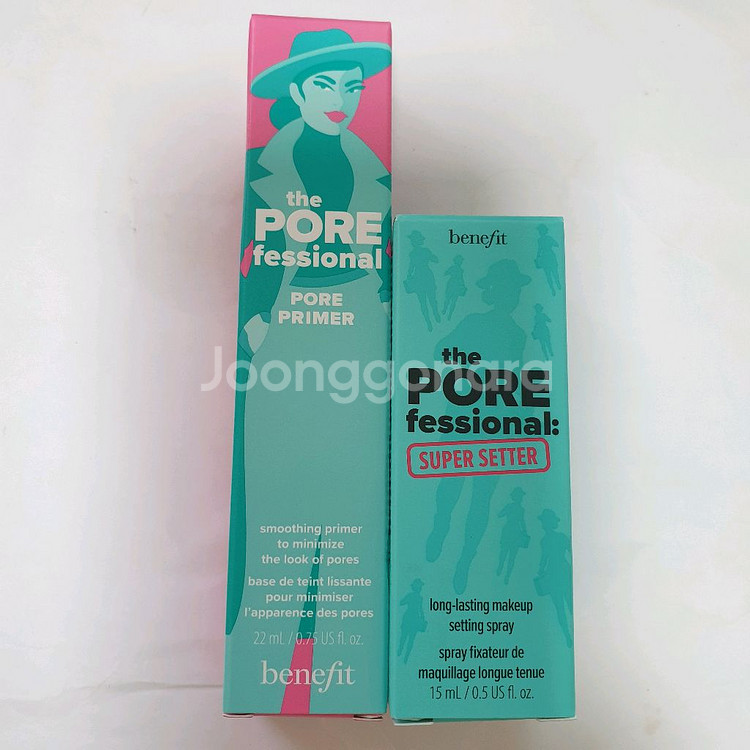 the
PORE
fessional
PORE
PRIMER
smoothing primer
to minimize
the look of pores
base de teint lissante
pour minimiser
l'apparence des pores
22 mL / 0.75 US fl. oz.
benefit
benefit
the
PORE
fessional:
SUPER SETTER
long-lasting makeup
setting spray
spray fixateur de
maquillage longue tenue
15 mL / 0.5 US fl. oz.
Joonggonara